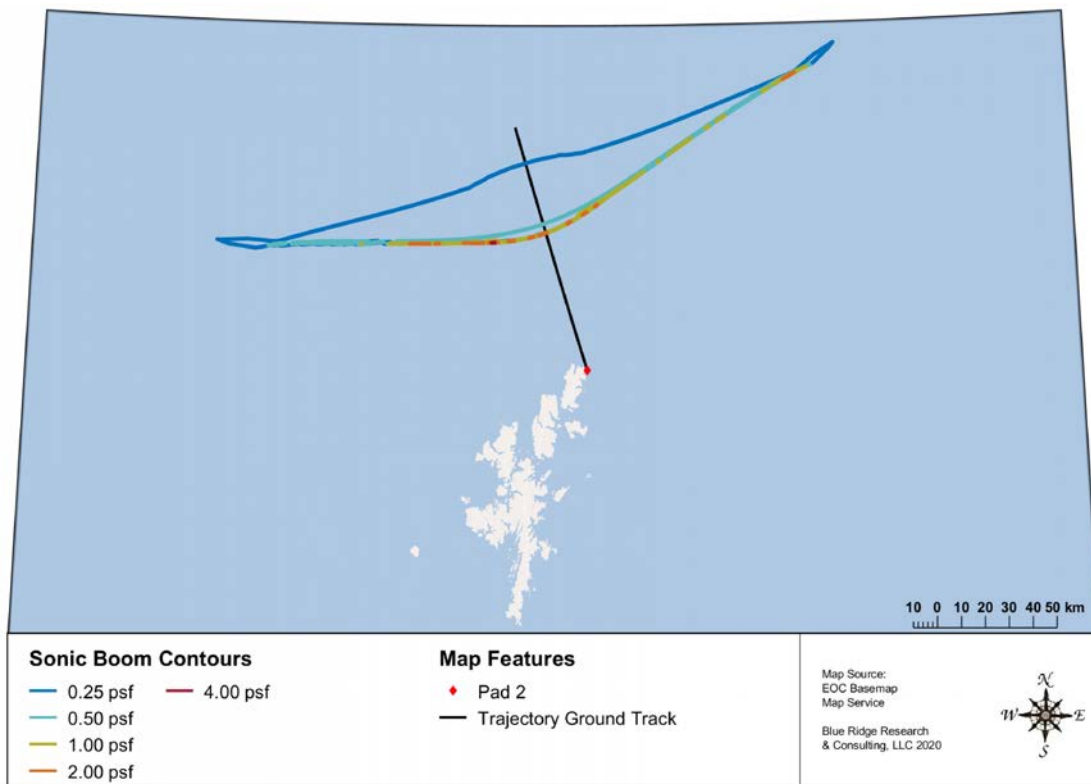 10 0 10 20 30 40 50 km
Sonic Boom Contours
0.25 psf
4.00 psf
0.50 psf
1.00 psf
2.00 psf
Map Features
Pad 2
Trajectory Ground Track
Map Source:
EOC Basemap
Map Service
Blue Ridge Research
& Consulting, LLC 2020
N
W E
S